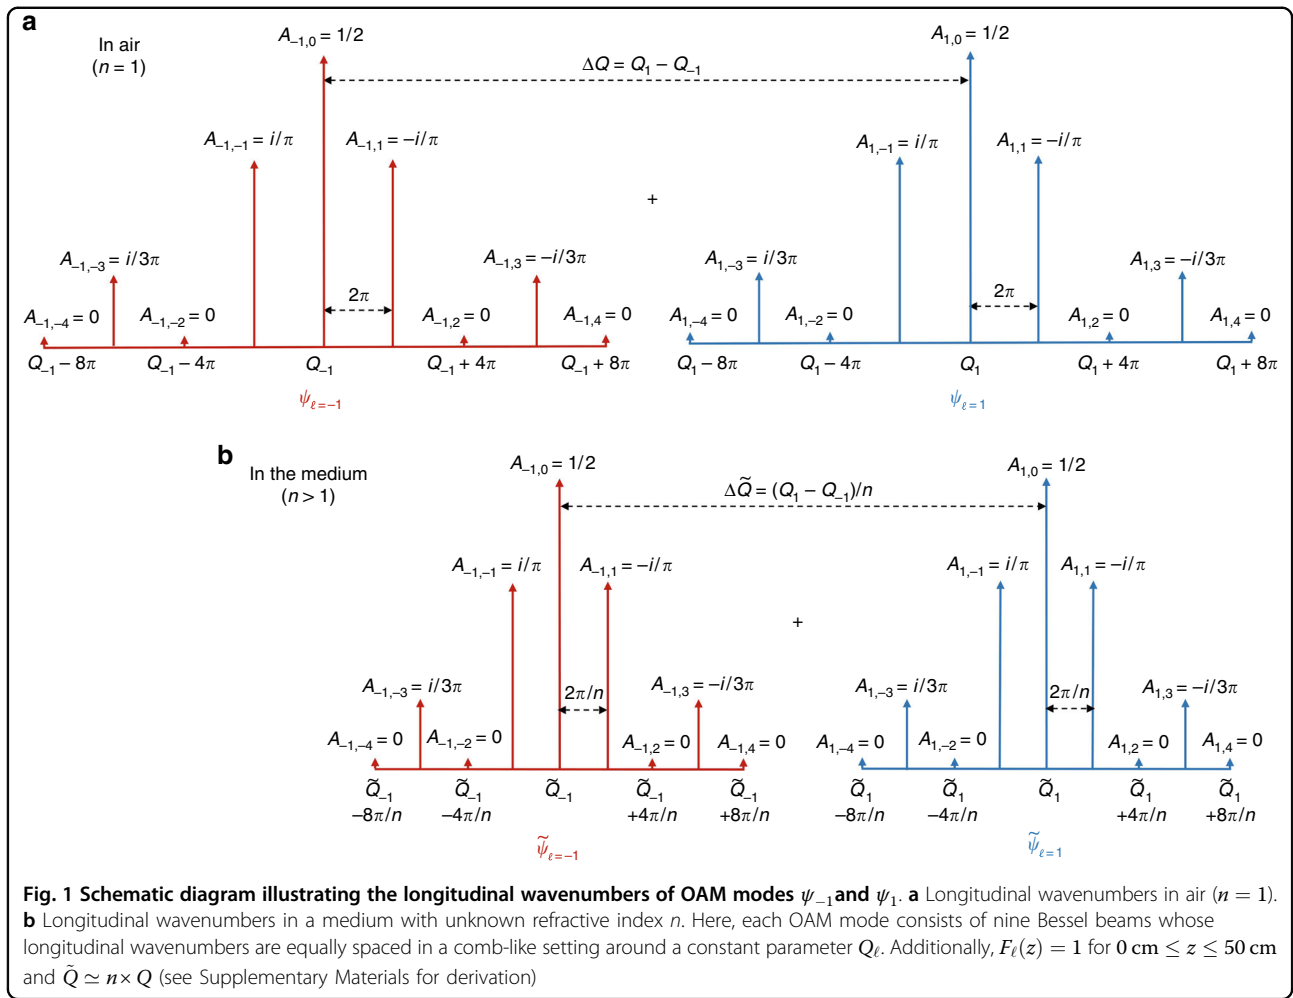 a
In air
(n = 1)
A₋₁,₀ = 1/2
A₁,₀ = 1/2
ΔQ = Q₁ − Q₋₁
A₋₁,₋₁ = i/π
A₋₁,₁ = −i/π
A₁,₋₁ = i/π
A₁,₁ = −i/π
+
A₋₁,₋₃ = i/3π
A₋₁,₃ = −i/3π
A₁,₋₃ = i/3π
A₁,₃ = −i/3π
2π
2π
A₋₁,₋₄ = 0
A₋₁,₋₂ = 0
A₋₁,₂ = 0
A₋₁,₄ = 0
A₁,₋₄ = 0
A₁,₋₂ = 0
A₁,₂ = 0
A₁,₄ = 0
Q₋₁ − 8π
Q₋₁ − 4π
Q₋₁
Q₋₁ + 4π
Q₋₁ + 8π
Q₁ − 8π
Q₁ − 4π
Q₁
Q₁ + 4π
Q₁ + 8π
ψℓ=−1
ψℓ=1
b
In the medium
(n > 1)
A₋₁,₀ = 1/2
A₁,₀ = 1/2
ΔQ̃ = (Q₁ − Q₋₁)/n
A₋₁,₋₁ = i/π
A₋₁,₁ = −i/π
A₁,₋₁ = i/π
A₁,₁ = −i/π
+
A₋₁,₋₃ = i/3π
A₋₁,₃ = −i/3π
A₁,₋₃ = i/3π
A₁,₃ = −i/3π
2π/n
2π/n
A₋₁,₋₄ = 0
A₋₁,₋₂ = 0
A₋₁,₂ = 0
A₋₁,₄ = 0
A₁,₋₄ = 0
A₁,₋₂ = 0
A₁,₂ = 0
A₁,₄ = 0
Q̃₋₁
−8π/n
Q̃₋₁
−4π/n
Q̃₋₁
Q̃₋₁
+4π/n
Q̃₋₁
+8π/n
Q̃₁
−8π/n
Q̃₁
−4π/n
Q̃₁
Q̃₁
+4π/n
Q̃₁
+8π/n
ψ̃ℓ=−1
ψ̃ℓ=1
Fig. 1 Schematic diagram illustrating the longitudinal wavenumbers of OAM modes ψ₋₁and ψ₁. a Longitudinal wavenumbers in air (n = 1).
b Longitudinal wavenumbers in a medium with unknown refractive index n. Here, each OAM mode consists of nine Bessel beams whose
longitudinal wavenumbers are equally spaced in a comb-like setting around a constant parameter Qℓ. Additionally, Fℓ(z) = 1 for 0 cm ≤ z ≤ 50 cm
and Q̃ ≃ n× Q (see Supplementary Materials for derivation)